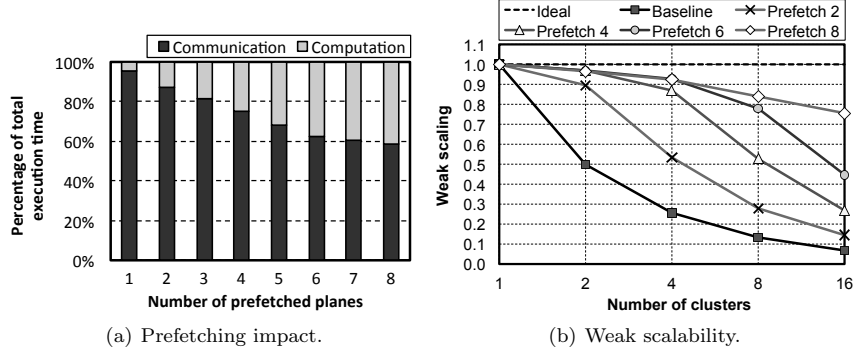 Communication Computation
100%
80%
60%
40%
20%
0%
Percentage of total
execution time
1 2 3 4 5 6 7 8
Number of prefetched planes
(a) Prefetching impact.
Ideal Baseline Prefetch 2
Prefetch 4 Prefetch 6 Prefetch 8
1.1
1.0
0.9
0.8
0.7
0.6
0.5
0.4
0.3
0.2
0.1
0.0
Weak scaling
1 2 4 8 16
Number of clusters
(b) Weak scalability.